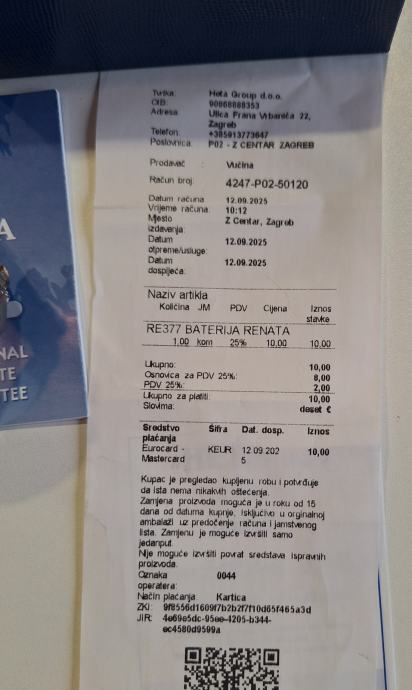 Tvrtka: Heta Group d.o.o.
OIB: 90868888353
Adresa: Ulica Frana Vrbanića 22,
Zagreb
Telefon: +385913773647
Poslovnica: P02 - Z CENTAR ZAGREB
Prodavač : Vučina
Račun broj: 4247-P02-50120
Datum računa 12.09.2025
Vrijeme računa: 10:12
Mjesto Z Centar, Zagreb
izdavanja:
Datum 12.09.2025
otpreme/usluge:
Datum 12.09.2025
dospijeća:
Naziv artikla
Količina JM PDV Cijena Iznos
stavke
RE377 BATERIJA RENATA
1,00 kom 25% 10,00 10,00
Ukupno: 10,00
Osnovica za PDV 25%: 8,00
PDV 25%: 2,00
Ukupno za platiti: 10,00
Slovima: deset €
Sredstvo Šifra Dat. dosp. Iznos
plaćanja
Eurocard - KEUR 12.09.202 10,00
Mastercard 5
Kupac je pregledao kupljenu robu i potvrđuje
da ista nema nikakvih oštećenja.
Zamjena proizvoda moguća je u roku od 15
dana od datuma kupnje, isključivo u orginalnoj
ambalaži uz predočenje računa i jamstvenog
lista. Zamjenu je moguće izvršiti samo
jedanput.
Nije moguće izvršiti povrat sredstava ispravnih
proizvoda.
Oznaka 0044
operatera:
Način plaćanja: Kartica
ZKI: 9f8556d1609f7b2b2f7f10d65f465a3d
JIR: 4e69e5dc-95ee-4205-b344-
ec4580d9599a
A
NAL
TE
TEE